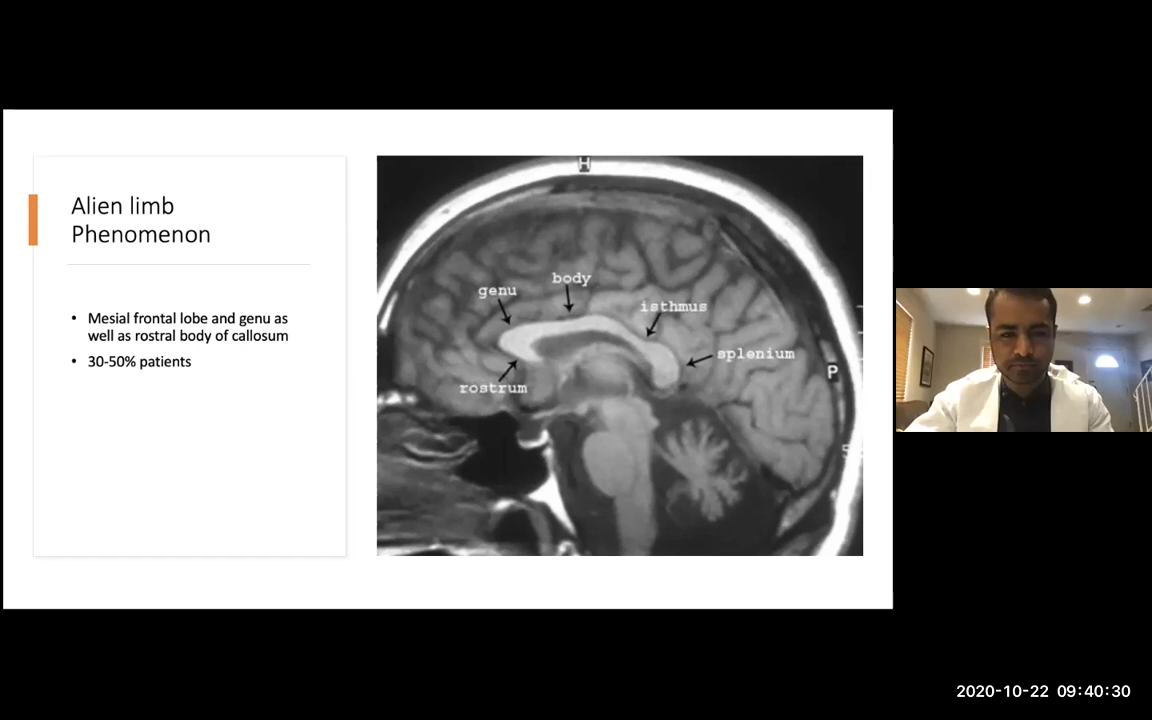 Alien limb
Phenomenon
• Mesial frontal lobe and genu as
well as rostral body of callosum
• 30-50% patients
H
body
genu
isthmus
splenium
P
rostrum
2020-10-22 09:40:30